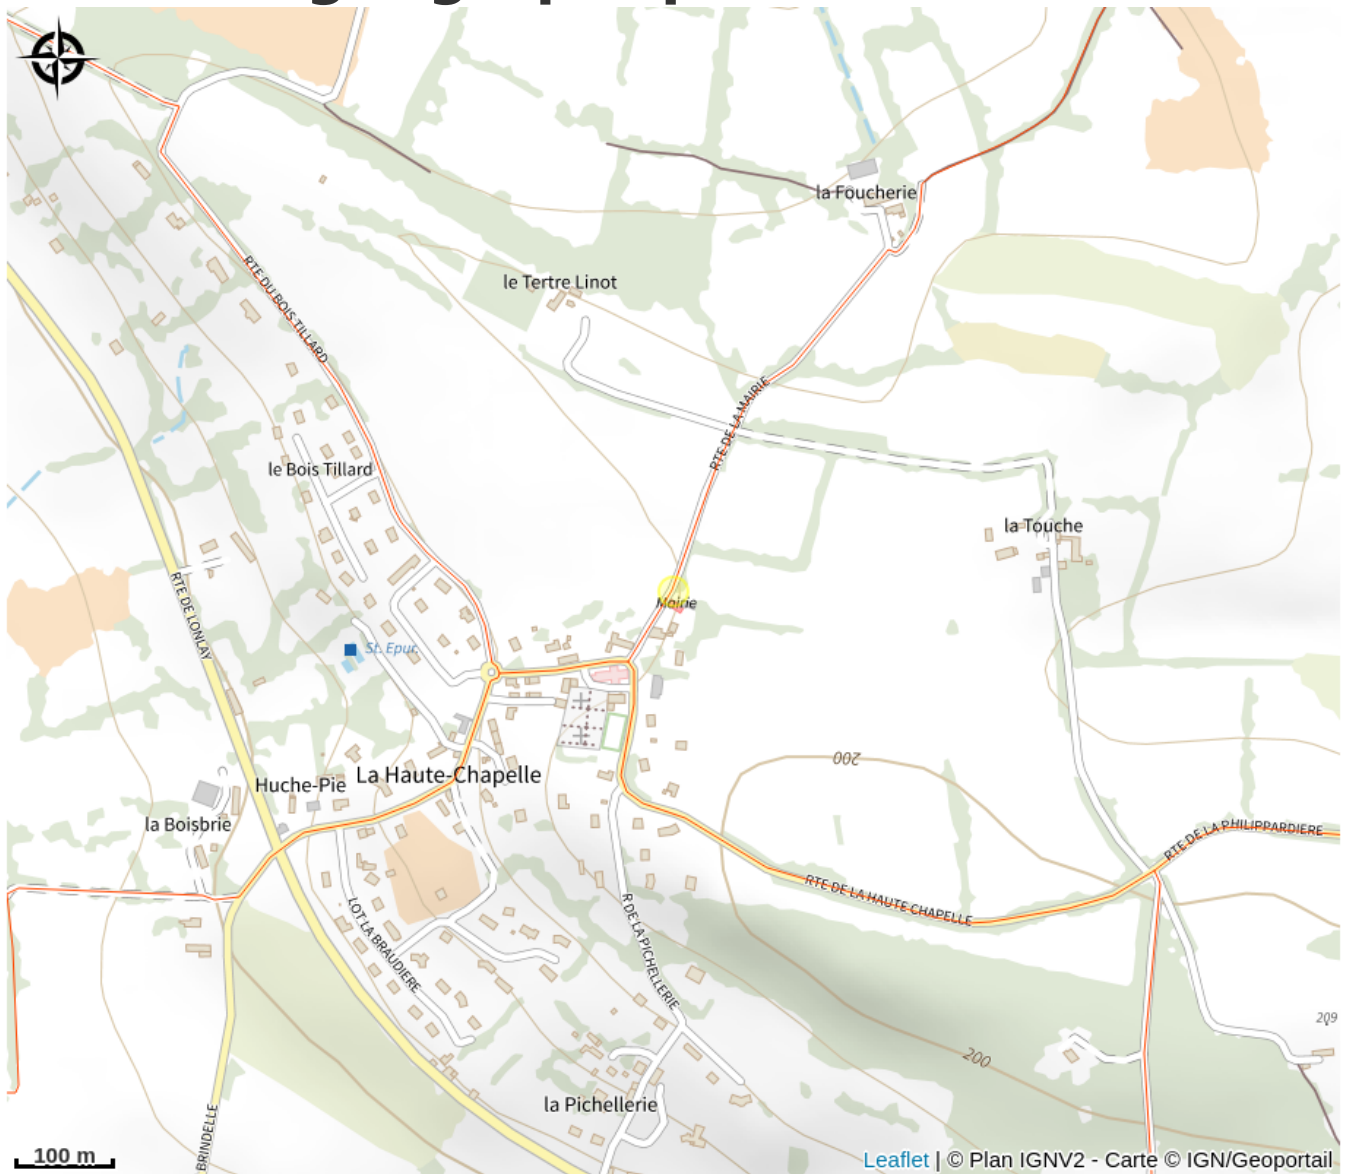 la Foucherie
le Tertre Linot
RTE DU BOIS TILLARD
RTE DE LA MAIRIE
le Bois Tillard
la Touche
RTE DE LONLAY
Mairie
St. Epur.
200
La Haute-Chapelle
Huche-Pie
la Boisbrie
RTE DE LA PHILIPPARDIERE
RTE DE LA HAUTE CHAPELLE
LOT LA BRAUDIERE
R DE LA PICHELLERIE
209
200
la Pichellerie
BRINDELLE
100 m
Leaflet | © Plan IGNV2 - Carte © IGN/Geoportail